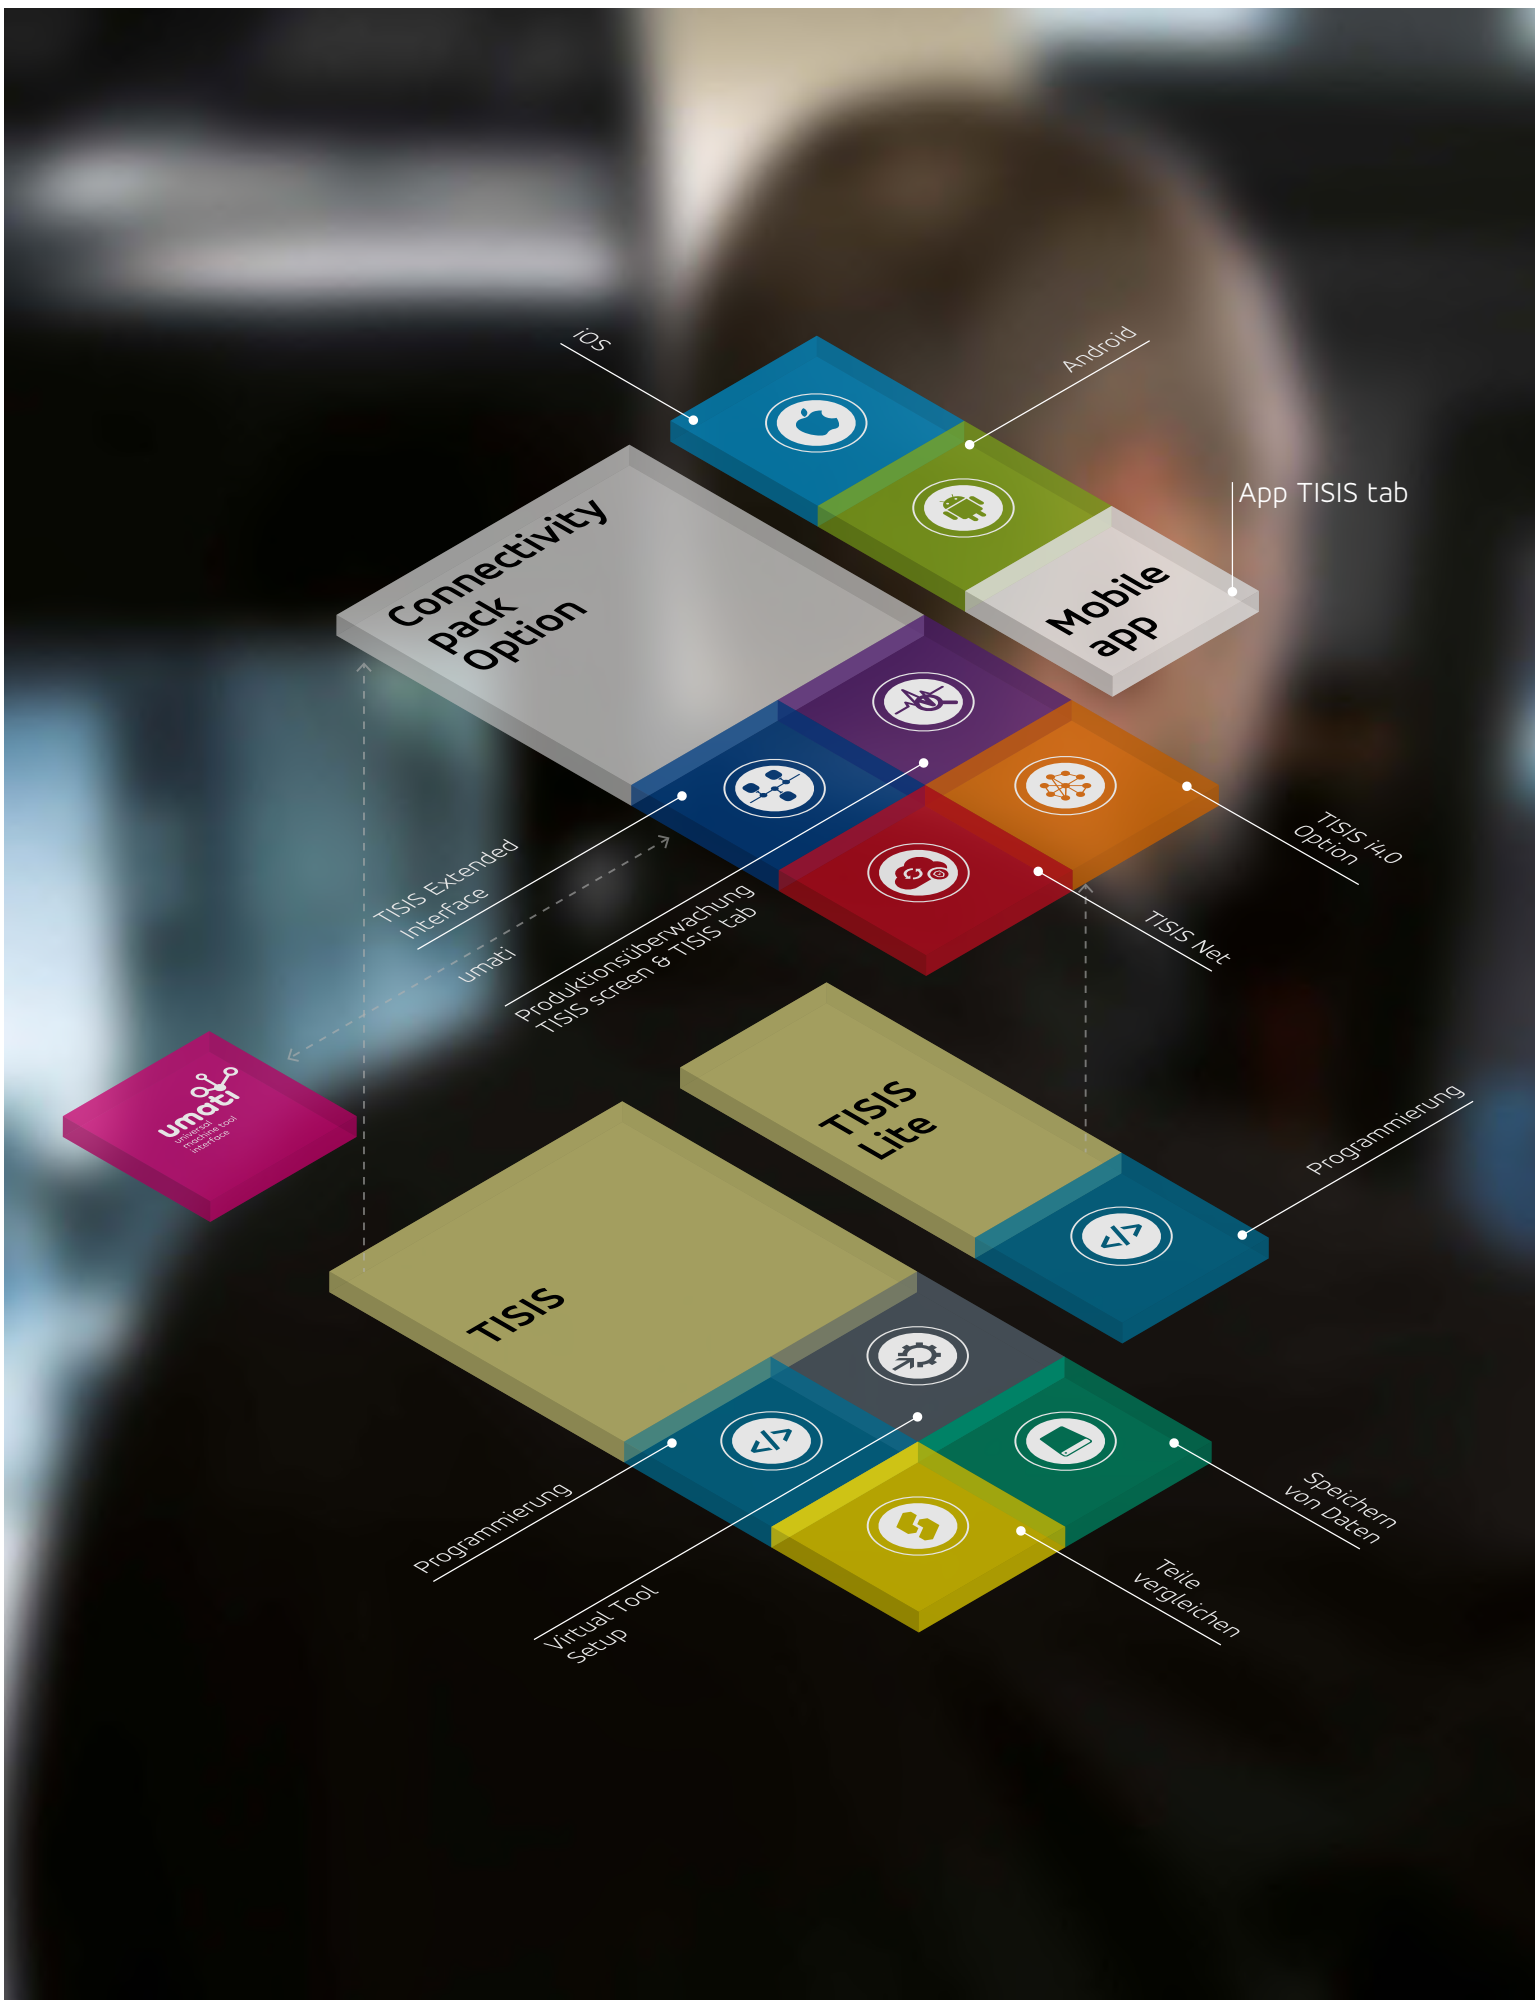 iOS
Android
App TISIS tab
Connectivity
pack
Option
Mobile
app
TISIS Extended
Interface
umati
Produktionsüberwachung
TISIS screen & TISIS tab
TISIS i4.0
Option
TISIS Net
umati
universal
machine tool
interface
TISIS
Lite
Programmierung
TISIS
Programmierung
Virtual Tool
Setup
Speichern
von Daten
Teile
vergleichen